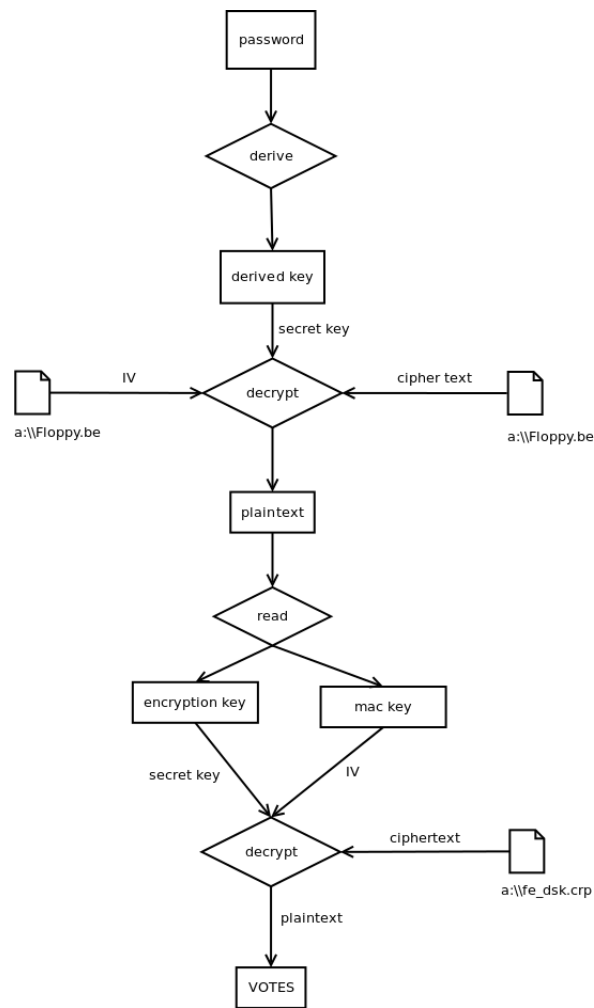 password
derive
derived key
secret key
IV
decrypt
cipher text
a:\\Floppy.be
a:\\Floppy.be
plaintext
read
encryption key
mac key
secret key
IV
decrypt
ciphertext
a:\\fe_dsk.crp
plaintext
VOTES